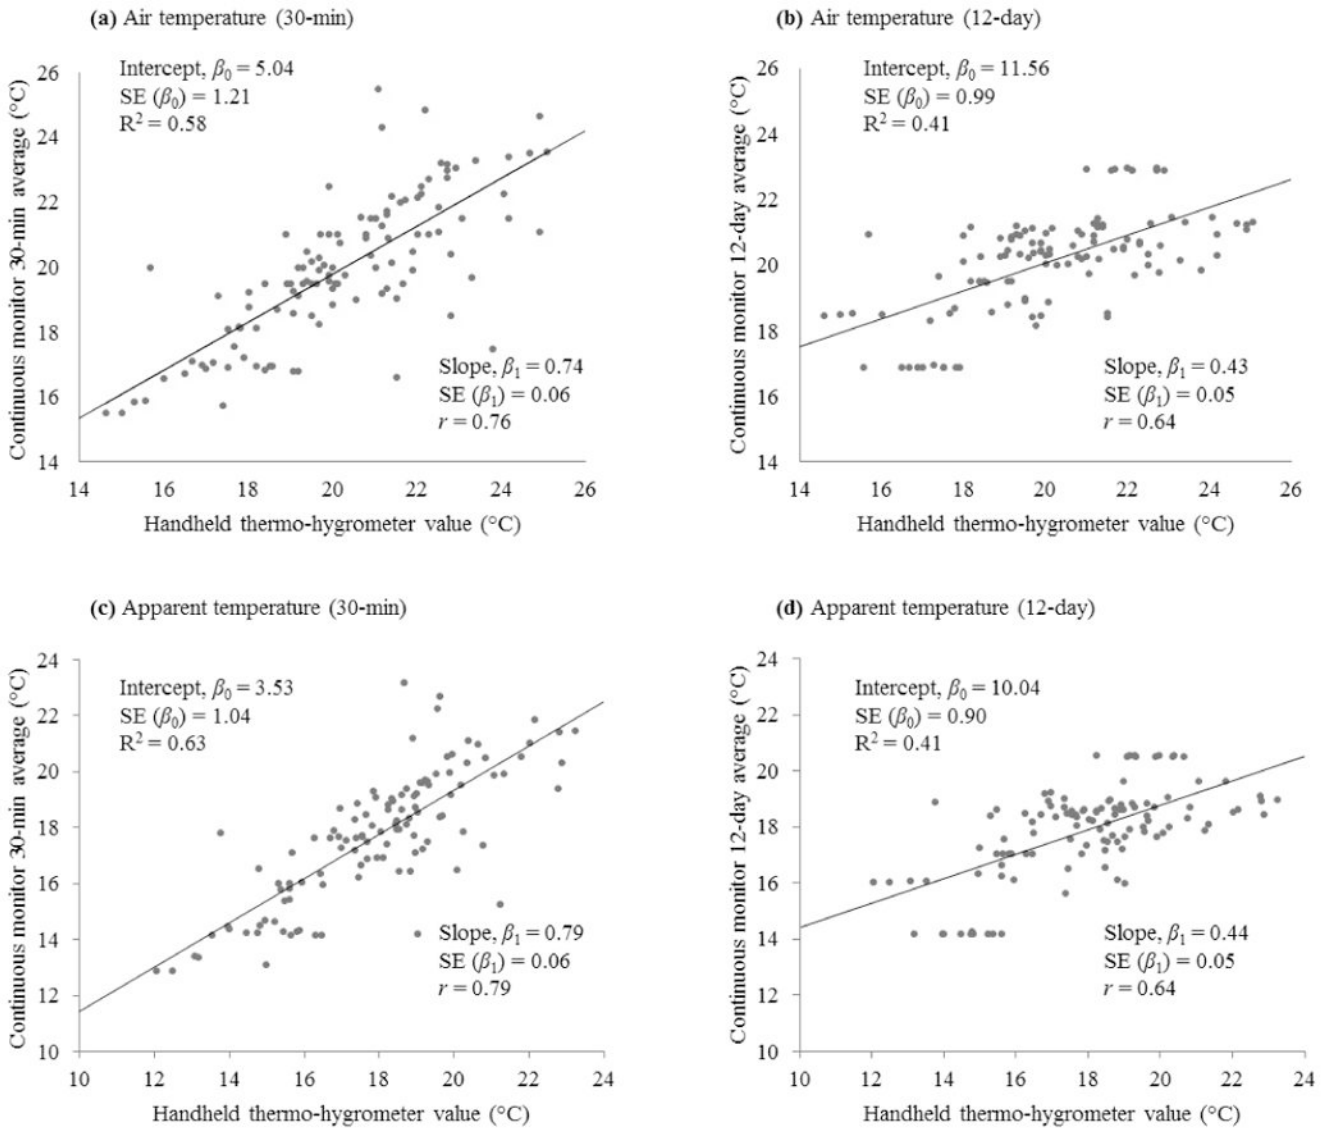 (a) Air temperature (30-min)
Continuous monitor 30-min average (°C)
26
24
22
20
18
16
14
Intercept, β0 = 5.04
SE (β0) = 1.21
R2 = 0.58
Slope, β1 = 0.74
SE (β1) = 0.06
r = 0.76
14 16 18 20 22 24 26
Handheld thermo-hygrometer value (°C)
(b) Air temperature (12-day)
Continuous monitor 12-day average (°C)
26
24
22
20
18
16
14
Intercept, β0 = 11.56
SE (β0) = 0.99
R2 = 0.41
Slope, β1 = 0.43
SE (β1) = 0.05
r = 0.64
14 16 18 20 22 24 26
Handheld thermo-hygrometer value (°C)
(c) Apparent temperature (30-min)
Continuous monitor 30-min average (°C)
24
22
20
18
16
14
12
10
Intercept, β0 = 3.53
SE (β0) = 1.04
R2 = 0.63
Slope, β1 = 0.79
SE (β1) = 0.06
r = 0.79
10 12 14 16 18 20 22 24
Handheld thermo-hygrometer value (°C)
(d) Apparent temperature (12-day)
Continuous monitor 12-day average (°C)
24
22
20
18
16
14
12
10
Intercept, β0 = 10.04
SE (β0) = 0.90
R2 = 0.41
Slope, β1 = 0.44
SE (β1) = 0.05
r = 0.64
10 12 14 16 18 20 22 24
Handheld thermo-hygrometer value (°C)